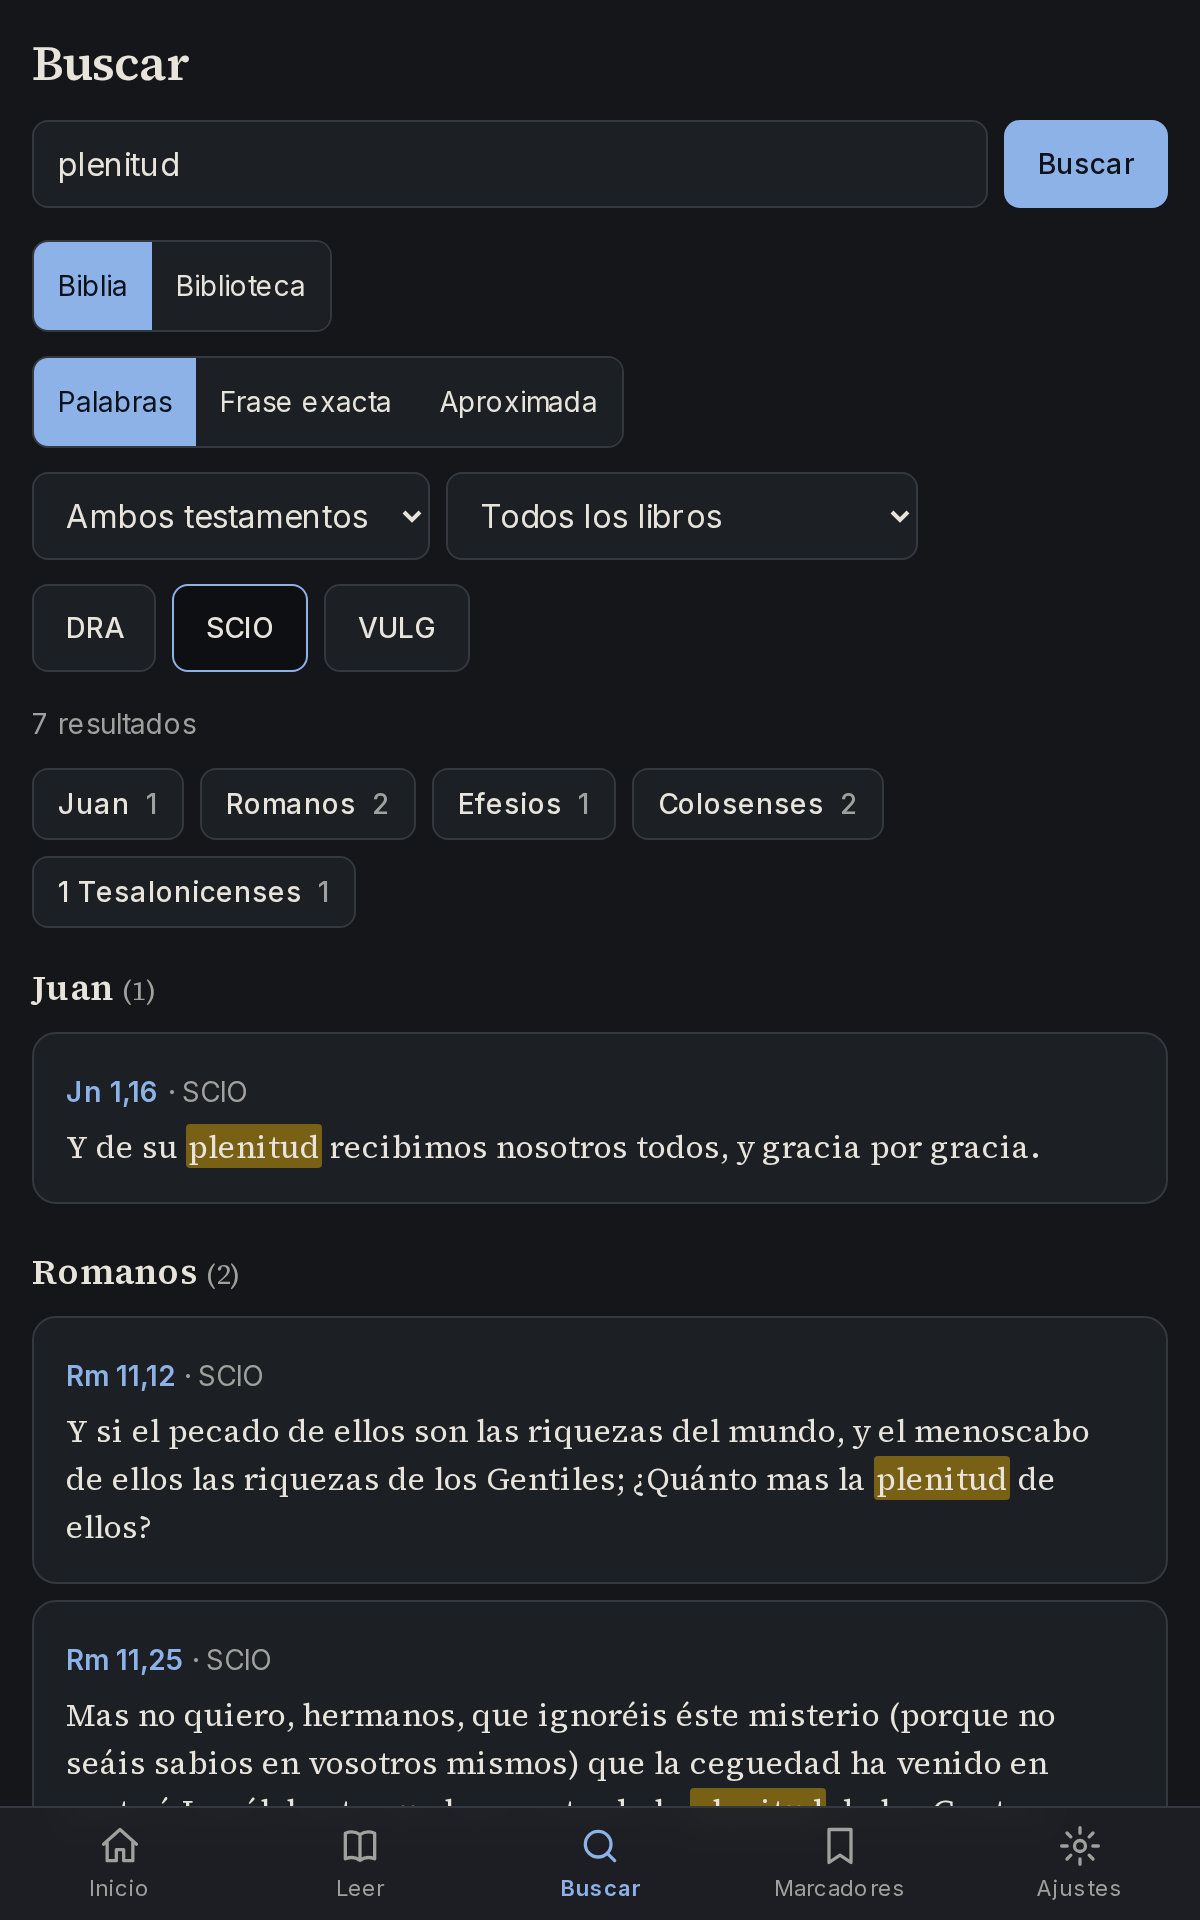 Buscar
plenitud
Buscar
Biblia Biblioteca
Palabras Frase exacta Aproximada
Ambos testamentos Todos los libros
DRA SCIO VULG
7 resultados
Juan 1 Romanos 2 Efesios 1 Colosenses 2
1 Tesalonicenses 1
Juan (1)
Jn 1,16 · SCIO
Y de su plenitud recibimos nosotros todos, y gracia por gracia.
Romanos (2)
Rm 11,12 · SCIO
Y si el pecado de ellos son las riquezas del mundo, y el menoscabo
de ellos las riquezas de los Gentiles; ¿Quánto mas la plenitud de
ellos?
Rm 11,25 · SCIO
Mas no quiero, hermanos, que ignoréis éste misterio (porque no
seáis sabios en vosotros mismos) que la ceguedad ha venido en
plenitud
Inicio Leer Buscar Marcadores Ajustes